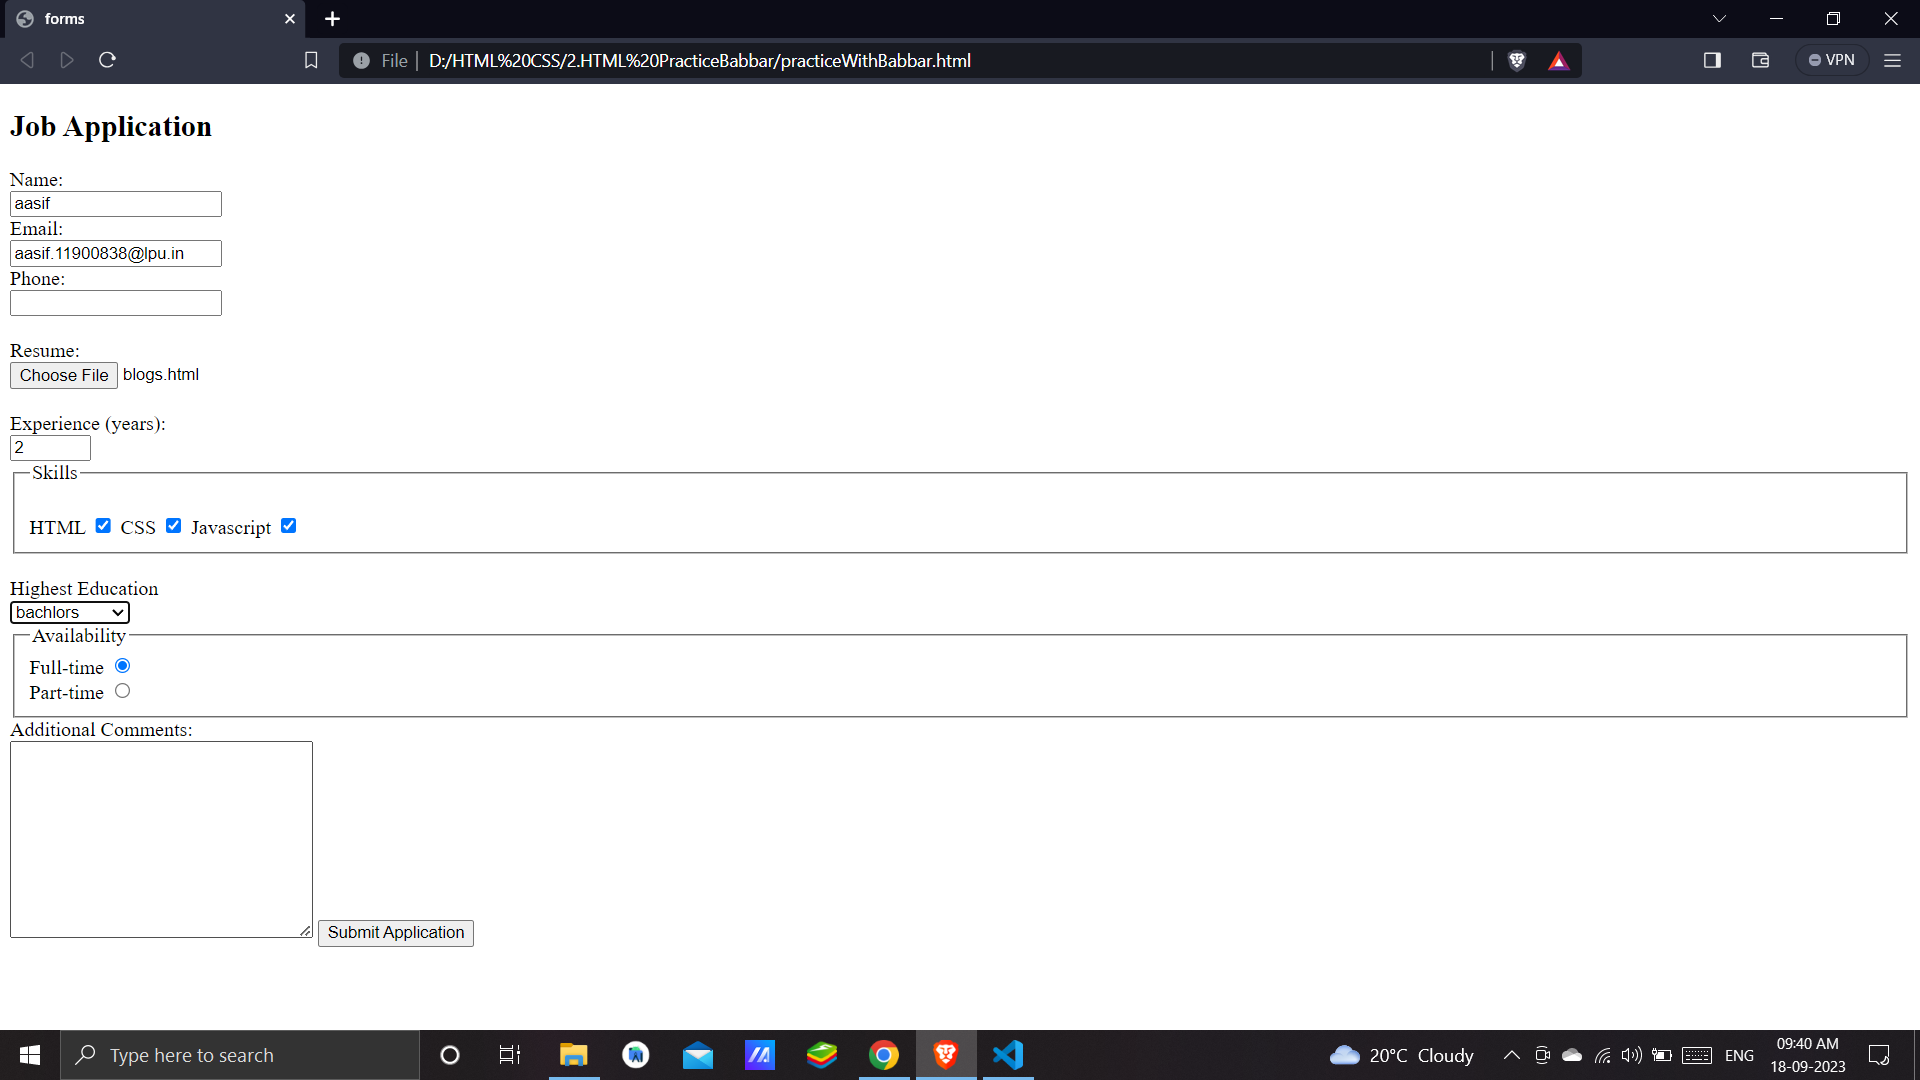 forms
File
D:/HTML%20CSS/2.HTML%20PracticeBabbar/practiceWithBabbar.html
VPN
Job Application
Name:
aasif
Email:
aasif.11900838@lpu.in
Phone:
Resume:
Choose File blogs.html
Experience (years):
2
Skills
HTML CSS Javascript
Highest Education
bachlors
Availability
Full-time
Part-time
Additional Comments:
Submit Application
Type here to search
20°C Cloudy
ENG
09:40 AM
18-09-2023